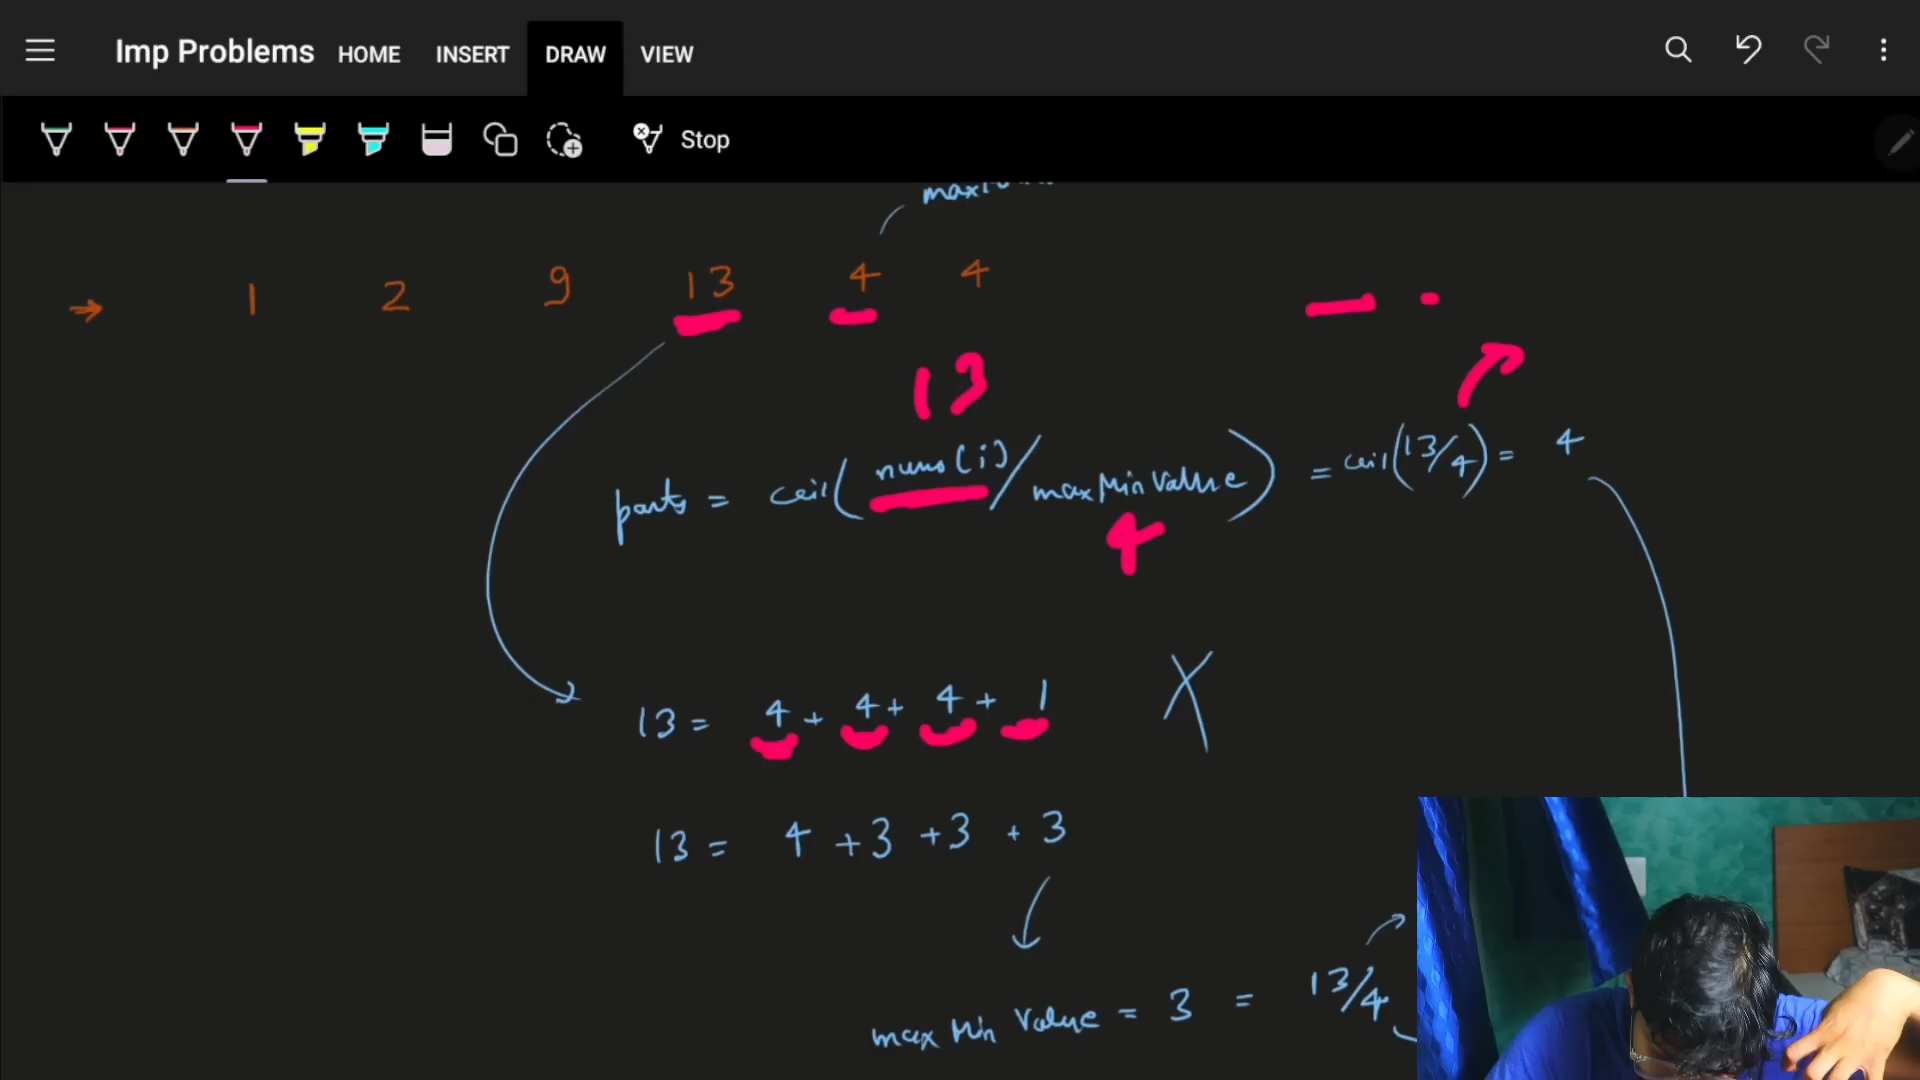 Imp Problems HOME INSERT DRAW VIEW
Stop
1 2 9 13 4 4
13
parts = ceil( nums(i) / maxMinValue ) = ceil(13/4) = 4
4
13 = 4 + 4 + 4 + 1 X
13 = 4 + 3 + 3 + 3
max Min Value = 3 = 13/4